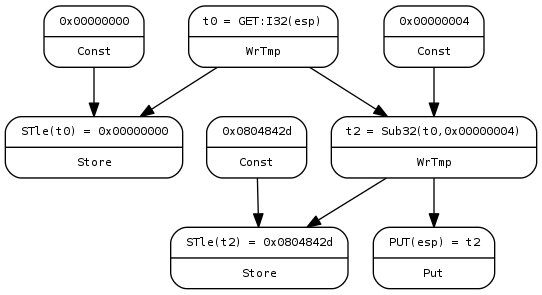 0x00000000
Const
t0 = GET:I32(esp)
WrTmp
0x00000004
Const
STle(t0) = 0x00000000
Store
0x0804842d
Const
t2 = Sub32(t0,0x00000004)
WrTmp
STle(t2) = 0x0804842d
Store
PUT(esp) = t2
Put